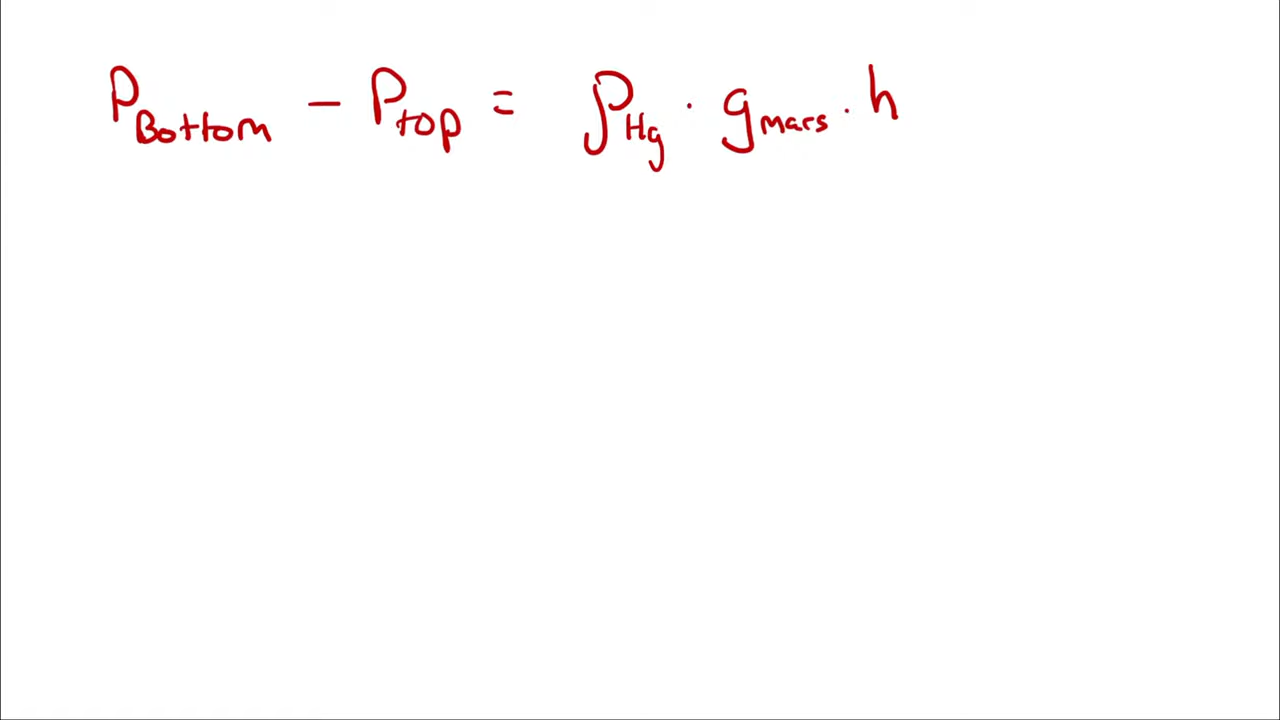 P_Bottom - P_top = ρ_Hg · g_mars · h